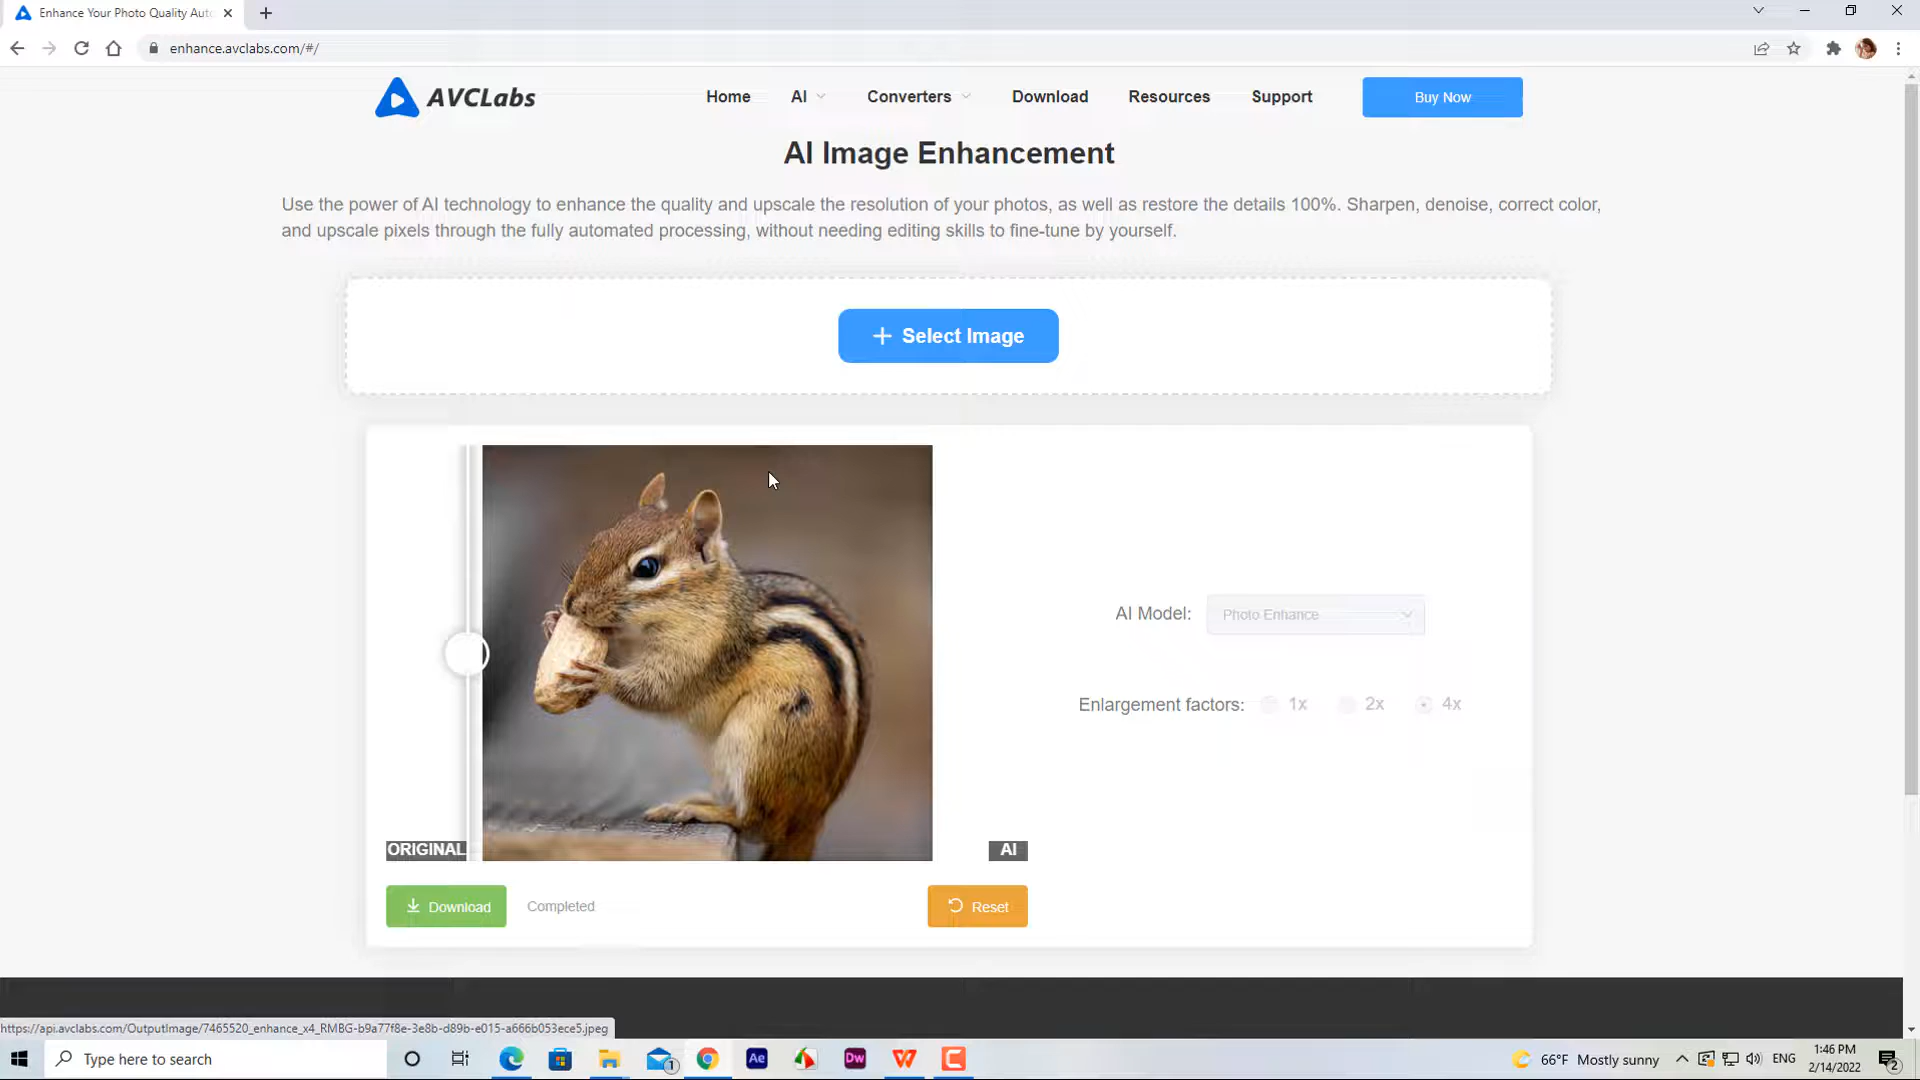 Enhance Your Photo Quality Auto
enhance.avclabs.com/#/
AVCLabs
Home
AI
Converters
Download
Resources
Support
Buy Now
AI Image Enhancement
Use the power of AI technology to enhance the quality and upscale the resolution of your photos, as well as restore the details 100%. Sharpen, denoise, correct color,
and upscale pixels through the fully automated processing, without needing editing skills to fine-tune by yourself.
+ Select Image
AI Model:
Photo Enhance
Enlargement factors:
1x
2x
4x
ORIGINAL
AI
Download
Completed
Reset
https://api.avclabs.com/OutputImage/7465520_enhance_x4_RMBG-b9a77f8e-3e8b-d89b-e015-a666b053ece5.jpeg
Type here to search
1
Ae
Dw
66°F Mostly sunny
ENG
1:46 PM
2/14/2022
2